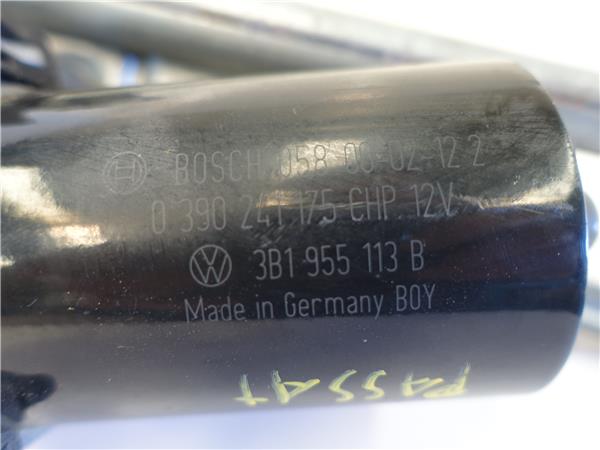 BOSCH 058 00-02-12 2
0 390 241 175 CHP 12V
3B1 955 113 B
Made in Germany BOY
PASSAT